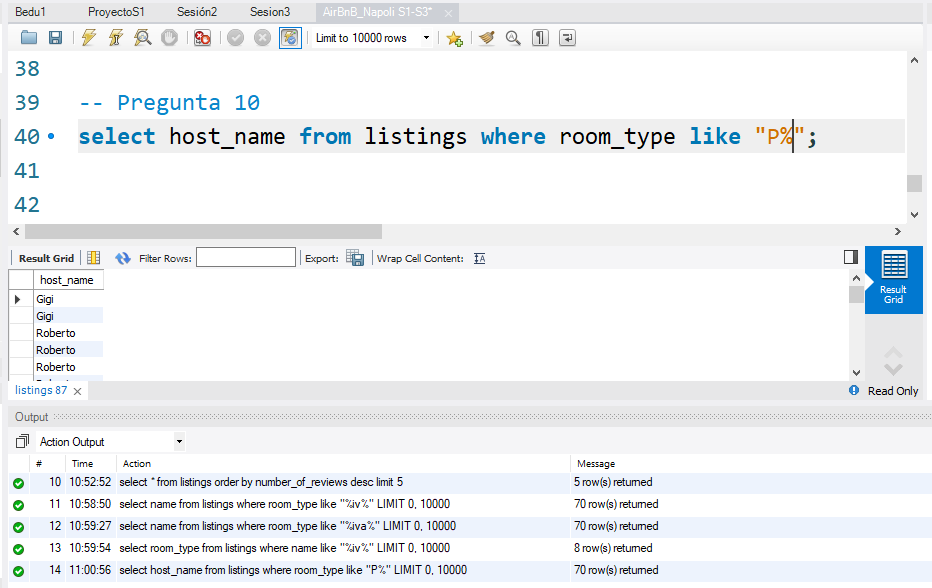 Bedu1 ProyectoS1 Sesión2 Sesion3 AirBnB_Napoli S1-S3*
Limit to 10000 rows
38
39 -- Pregunta 10
40 select host_name from listings where room_type like "P%";
41
42
Result Grid Filter Rows: Export: Wrap Cell Content:
host_name
Gigi
Gigi
Roberto
Roberto
Roberto
Result Grid
listings 87
Read Only
Output
Action Output
# Time Action Message
10 10:52:52 select * from listings order by number_of_reviews desc limit 5 5 row(s) returned
11 10:58:50 select name from listings where room_type like "%iv%" LIMIT 0, 10000 70 row(s) returned
12 10:59:27 select name from listings where room_type like "%iva%" LIMIT 0, 10000 70 row(s) returned
13 10:59:54 select room_type from listings where name like "%iv%" LIMIT 0, 10000 8 row(s) returned
14 11:00:56 select host_name from listings where room_type like "P%" LIMIT 0, 10000 70 row(s) returned